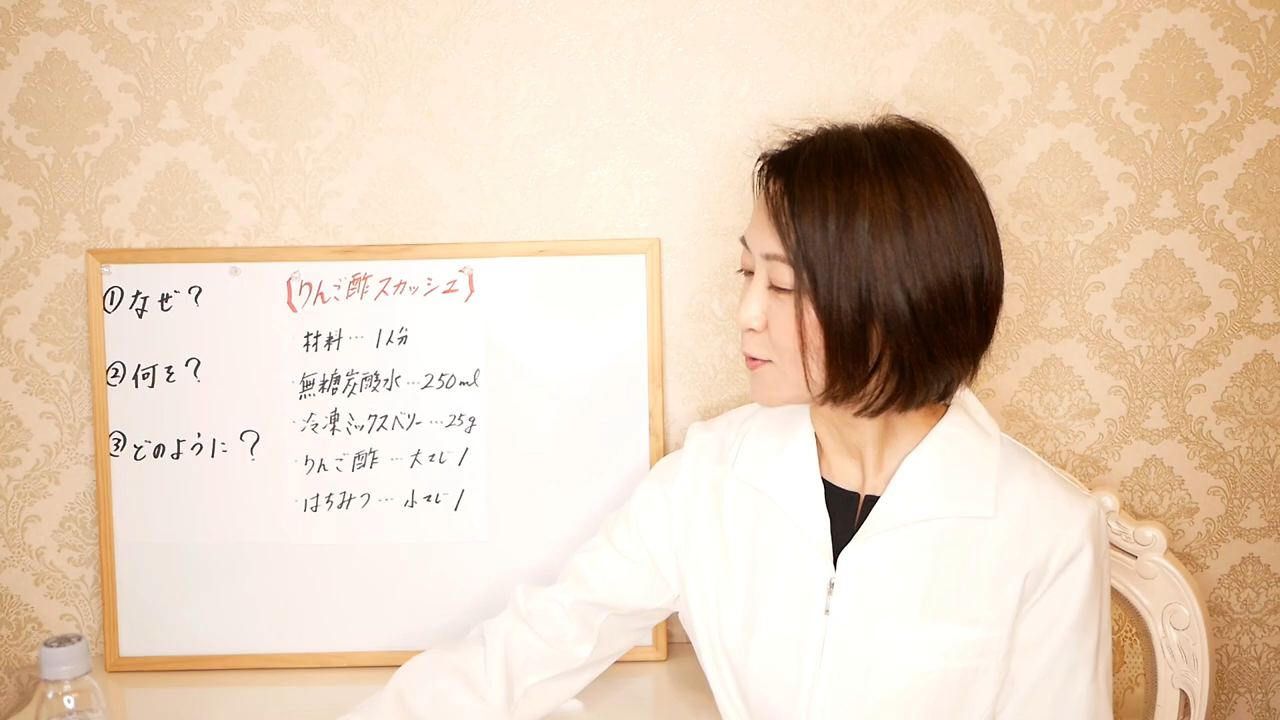 ①なぜ？
②何を？
③どのように？
【りんご酢スカッシュ】
材料…1人分
・無糖炭酸水…250ml
・冷凍ミックスベリー…25g
・りんご酢…大さじ1
・はちみつ…小さじ1